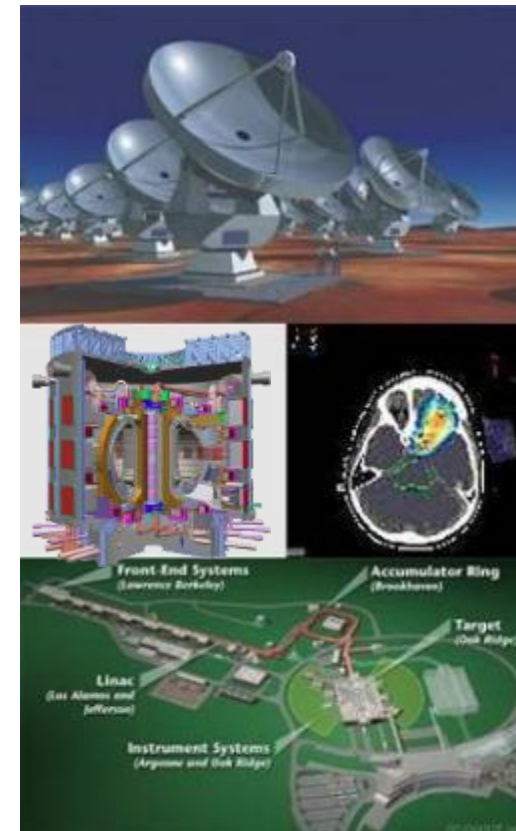 Front-End Systems
(Lawrence Berkeley)
Accumulator Ring
(Brookhaven)
Target
(Oak Ridge)
Linac
(Los Alamos and
Jefferson)
Instrument Systems
(Argonne and Oak Ridge)